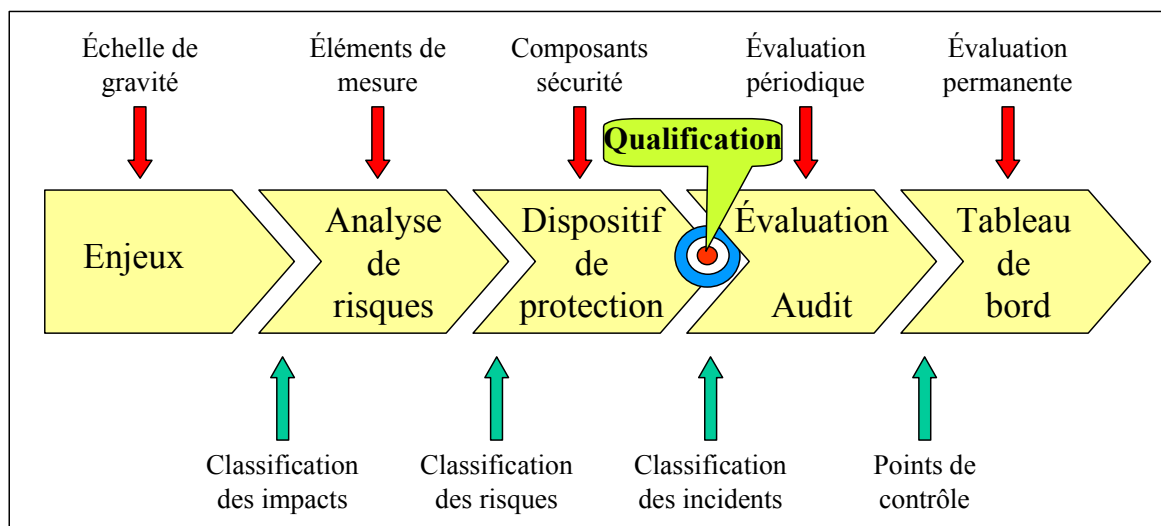 Échelle de
gravité
Éléments de
mesure
Composants
sécurité
Évaluation
périodique
Évaluation
permanente
Qualification
Enjeux
Analyse
de
risques
Dispositif
de
protection
Évaluation
Audit
Tableau
de
bord
Classification
des impacts
Classification
des risques
Classification
des incidents
Points de
contrôle